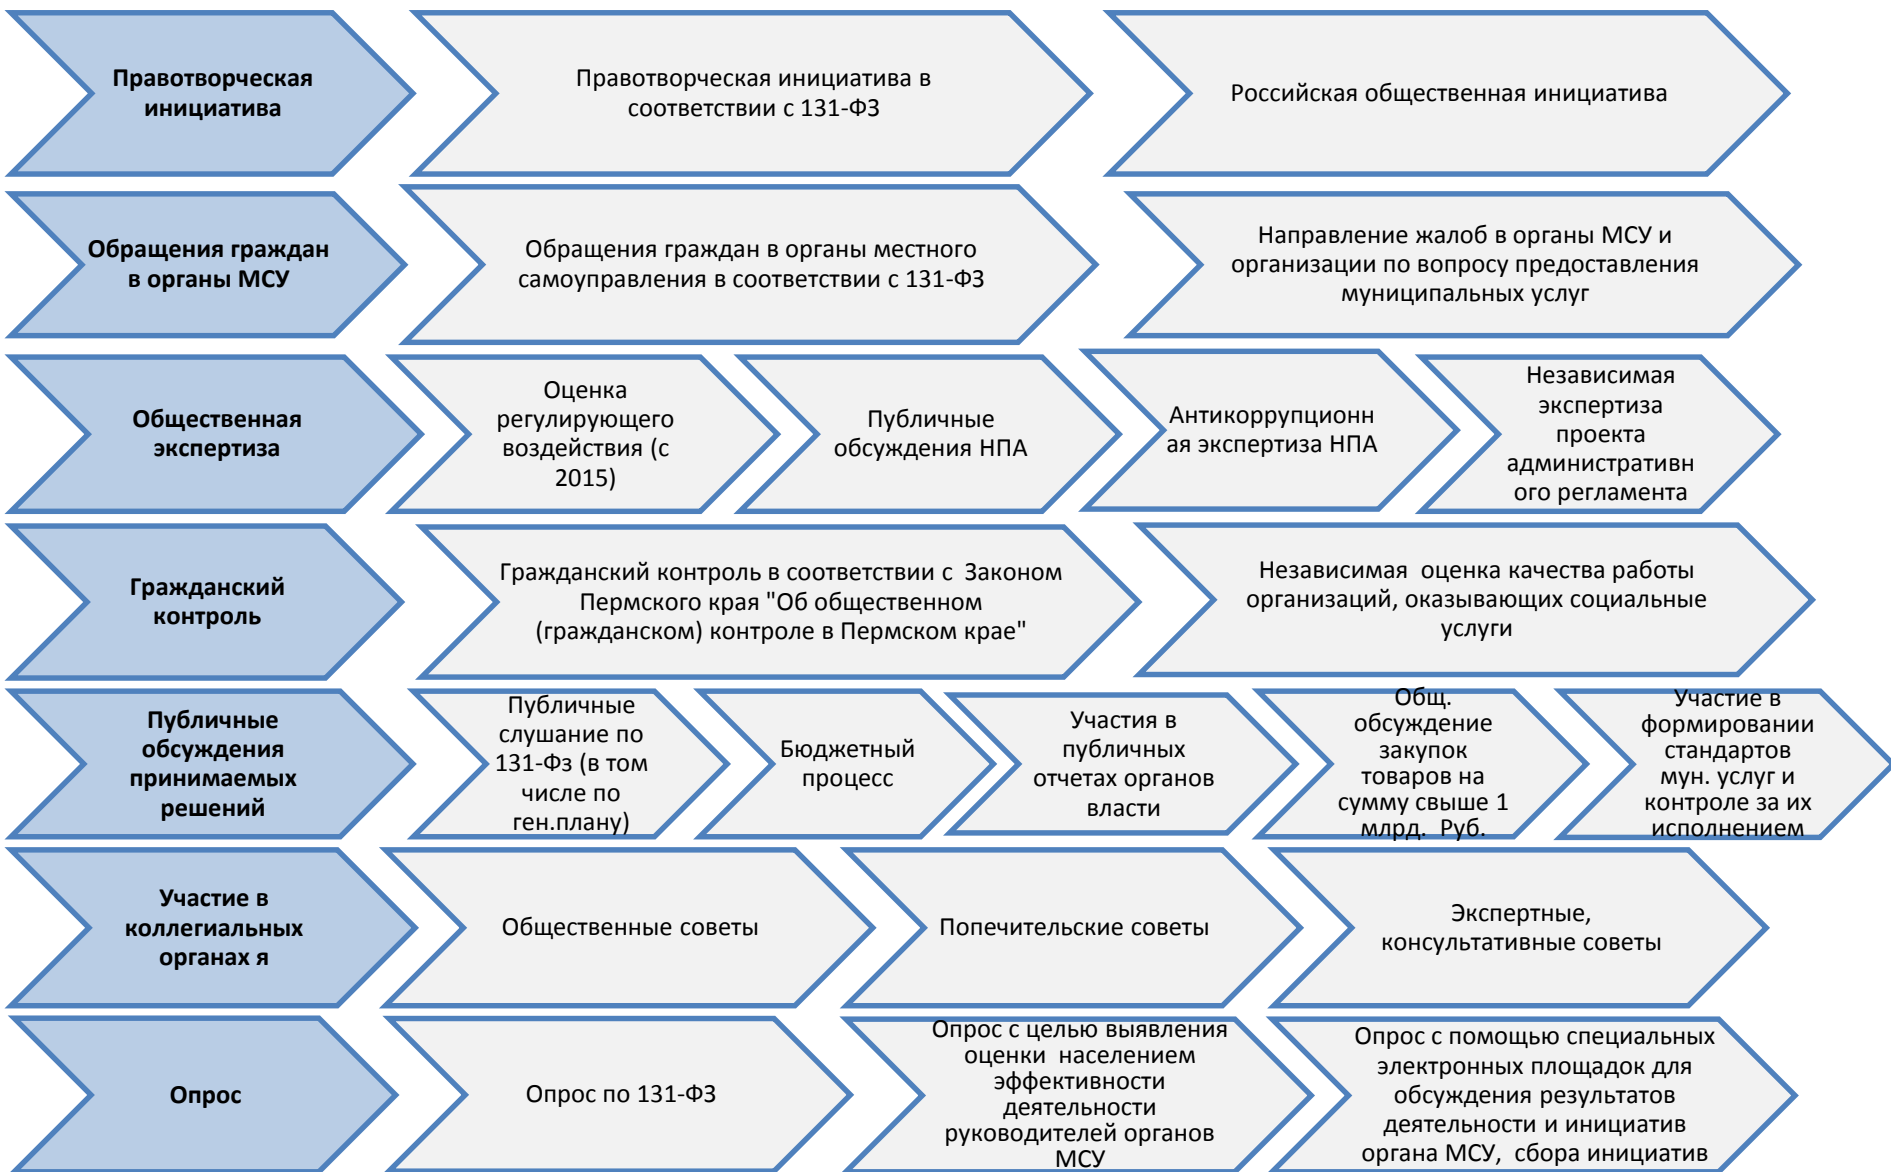 Правотворческая
инициатива
Правотворческая инициатива в
соответствии с 131-ФЗ
Российская общественная инициатива
Обращения граждан
в органы МСУ
Обращения граждан в органы местного
самоуправления в соответствии с 131-ФЗ
Направление жалоб в органы МСУ и
организации по вопросу предоставления
муниципальных услуг
Общественная
экспертиза
Оценка
регулирующего
воздействия (с
2015)
Публичные
обсуждения НПА
Антикоррупционн
ая экспертиза НПА
Независимая
экспертиза
проекта
административн
ого регламента
Гражданский
контроль
Гражданский контроль в соответствии с  Законом
Пермского края "Об общественном
(гражданском) контроле в Пермском крае"
Независимая  оценка качества работы
организаций, оказывающих социальные
услуги
Публичные
обсуждения
принимаемых
решений
Публичные
слушание по
131-Фз (в том
числе по
ген.плану)
Бюджетный
процесс
Участия в
публичных
отчетах органов
власти
Общ.
обсуждение
закупок
товаров на
сумму свыше 1
млрд.  Руб.
Участие в
формировании
стандартов
мун. услуг и
контроле за их
исполнением
Участие в
коллегиальных
органах я
Общественные советы
Попечительские советы
Экспертные,
консультативные советы
Опрос
Опрос по 131-ФЗ
Опрос с целью выявления
оценки  населением
эффективности
деятельности
руководителей органов
МСУ
Опрос с помощью специальных
электронных площадок для
обсуждения результатов
деятельности и инициатив
органа МСУ,  сбора инициатив